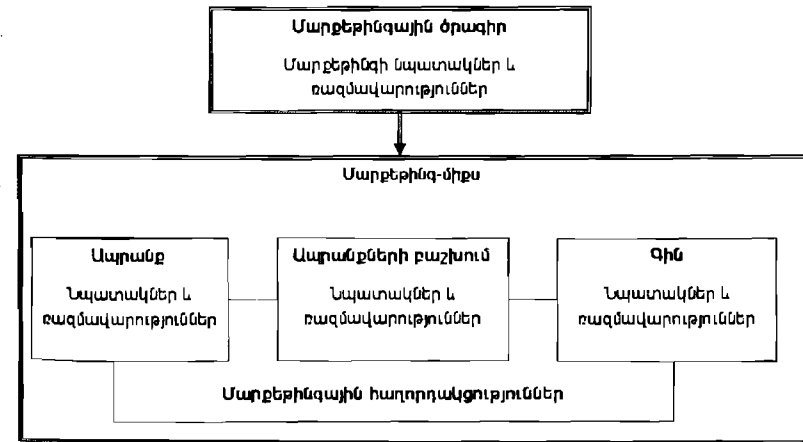 Մարքեթինգային ծրագիր
Մարքեթինգի նպատակներ և
ռազմավարություններ
Մարքեթինգ-միքս
Ապրանք
Նպատակներ և
ռազմավարություններ
Ապրանքների բաշխում
Նպատակներ և
ռազմավարություններ
Գին
Նպատակներ և
ռազմավարություններ
Մարքեթինգային հաղորդակցություններ